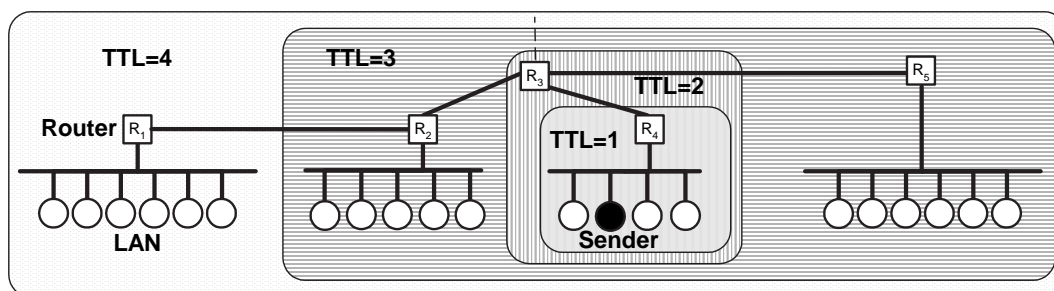 TTL=4
TTL=3
TTL=2
TTL=1
R3
R5
Router
R1
R2
R4
LAN
Sender